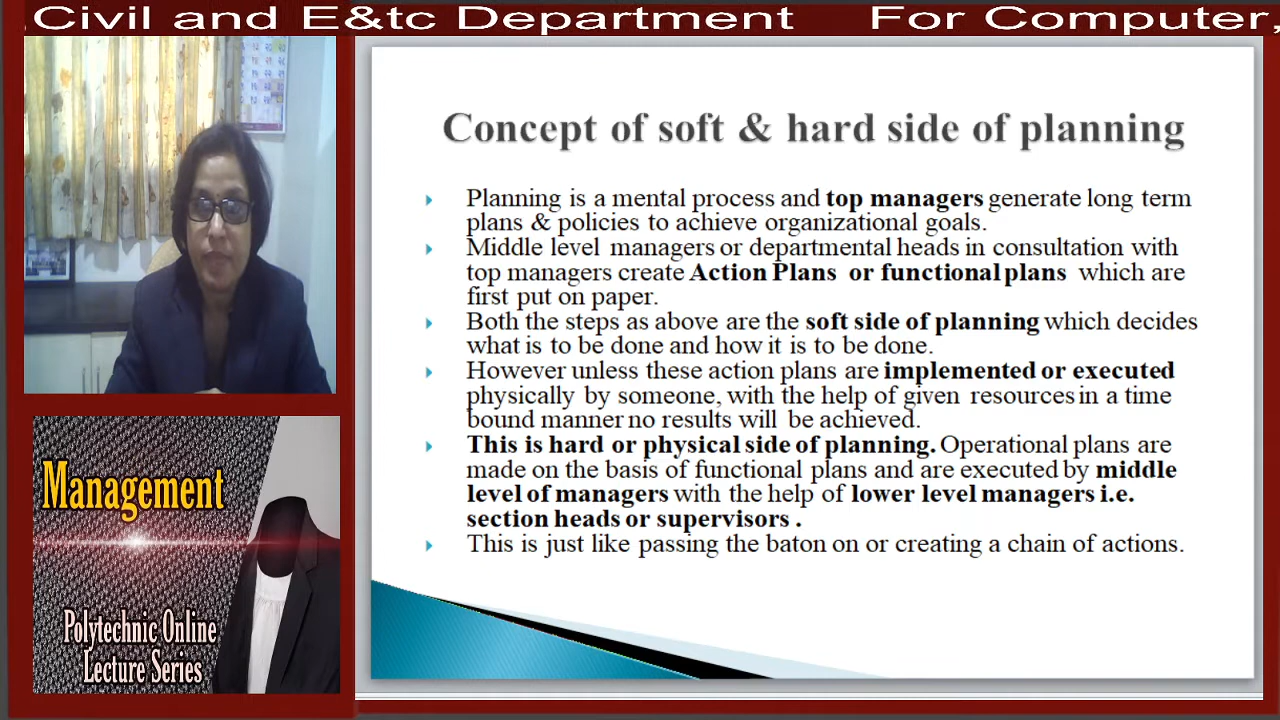 Civil and E&tc Department For Computer,
Concept of soft & hard side of planning
Planning is a mental process and top managers generate long term
plans & policies to achieve organizational goals.
Middle level managers or departmental heads in consultation with
top managers create Action Plans or functional plans which are
first put on paper.
Both the steps as above are the soft side of planning which decides
what is to be done and how it is to be done.
However unless these action plans are implemented or executed
physically by someone, with the help of given resources in a time
bound manner no results will be achieved.
This is hard or physical side of planning. Operational plans are
made on the basis of functional plans and are executed by middle
level of managers with the help of lower level managers i.e.
section heads or supervisors .
This is just like passing the baton on or creating a chain of actions.
Management
Polytechnic Online
Lecture Series